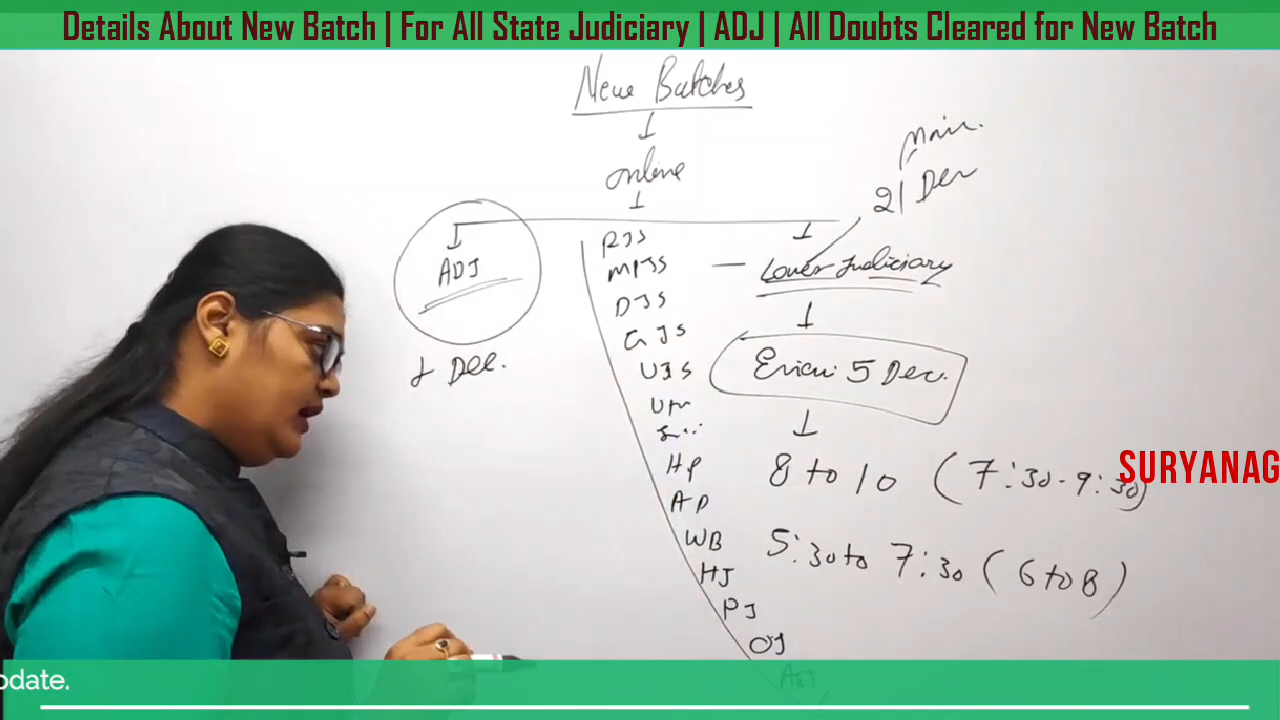 Details About New Batch | For All State Judiciary | ADJ | All Doubts Cleared for New Batch
New Batches
online
Main.
21 Dec
ADJ
Dec.
RJS
MPJS
DJS
GJS
UJS
HP
AP
WB
HJ
PJ
OJ
Lower Judiciary
5 Dec.
8 to 10 (7:30-9:30)
5:30 to 7:30 (6 to 8)
SURYANAG
odate.